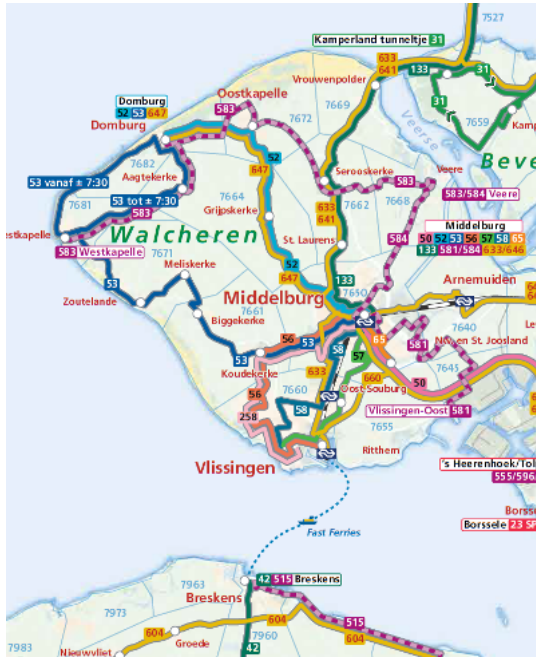 7527
Kamperland tunneltje 31
633
641
133
31
Vrouwenpolder
Oostkapelle
583
7669
31
Domburg
52 53 647
Domburg
7672
7659
Veerse
Beve
52
647
7682
Aagtekerke
Serooskerke
583
Veere
53 vanaf ± 7:30
53 tot ± 7:30
583
7681
7664
Grijpskerke
633
641
7662
7668
583/584 Veere
Walcheren
St. Laurens
584
Middelburg
50 52 53 56 57 58 65
133 581/584 633/646
583 Westkapelle
7671
Meliskerke
52
647
133
Arnemuiden
53
Zoutelande
Middelburg
7650
7661
Biggekerke
56
53
58
65
581
7640
Nw. en St. Joosland
57
7645
53
Koudekerke
633
660
50
56
7660
Oost-Souburg
258
58
Vlissingen-Oost 581
7655
Ritthem
Vlissingen
's Heerenhoek/Tol
555/596
Borssele 23
Fast Ferries
7963
42 515 Breskens
Breskens
7973
604
515
604
604
Groede
7960
7983
Nieuwvliet
42